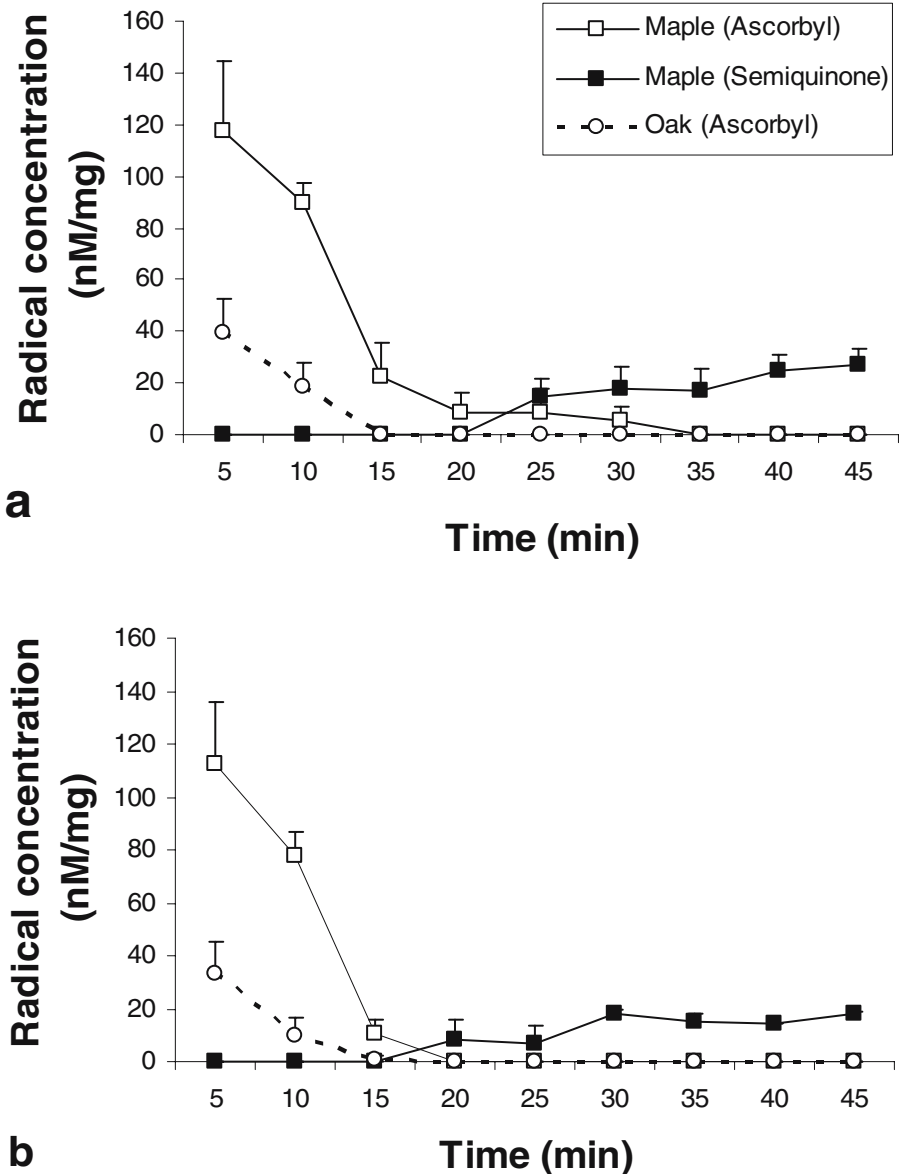 160
140
120
100
80
60
40
20
0
Radical concentration
(nM/mg)
Maple (Ascorbyl)
Maple (Semiquinone)
Oak (Ascorbyl)
5 10 15 20 25 30 35 40 45
a
Time (min)
160
140
120
100
80
60
40
20
0
Radical concentration
(nM/mg)
5 10 15 20 25 30 35 40 45
b
Time (min)